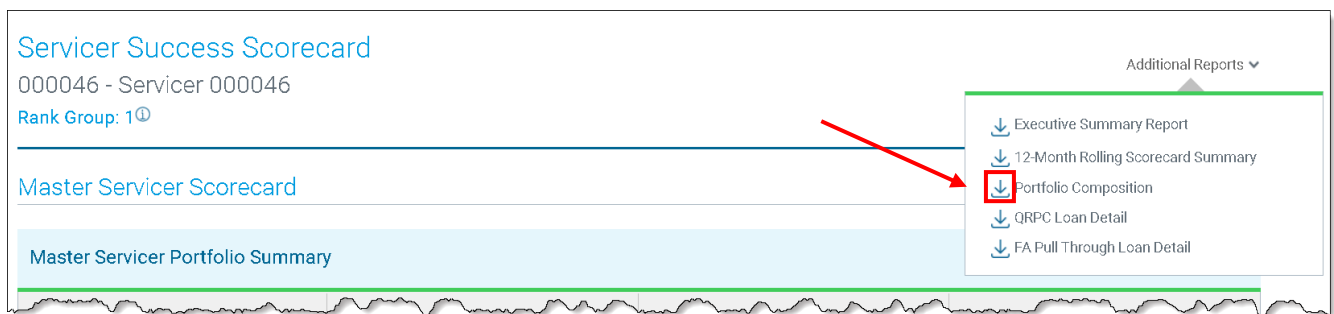 Servicer Success Scorecard
000046 - Servicer 000046
Rank Group: 1
Additional Reports
Executive Summary Report
12-Month Rolling Scorecard Summary
Portfolio Composition
QRPC Loan Detail
FA Pull Through Loan Detail
Master Servicer Scorecard
Master Servicer Portfolio Summary